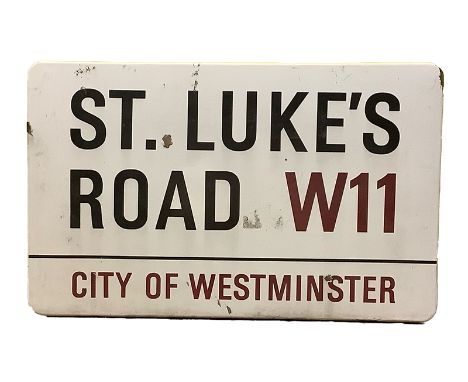 ST. LUKE'S
ROAD W11
CITY OF WESTMINSTER